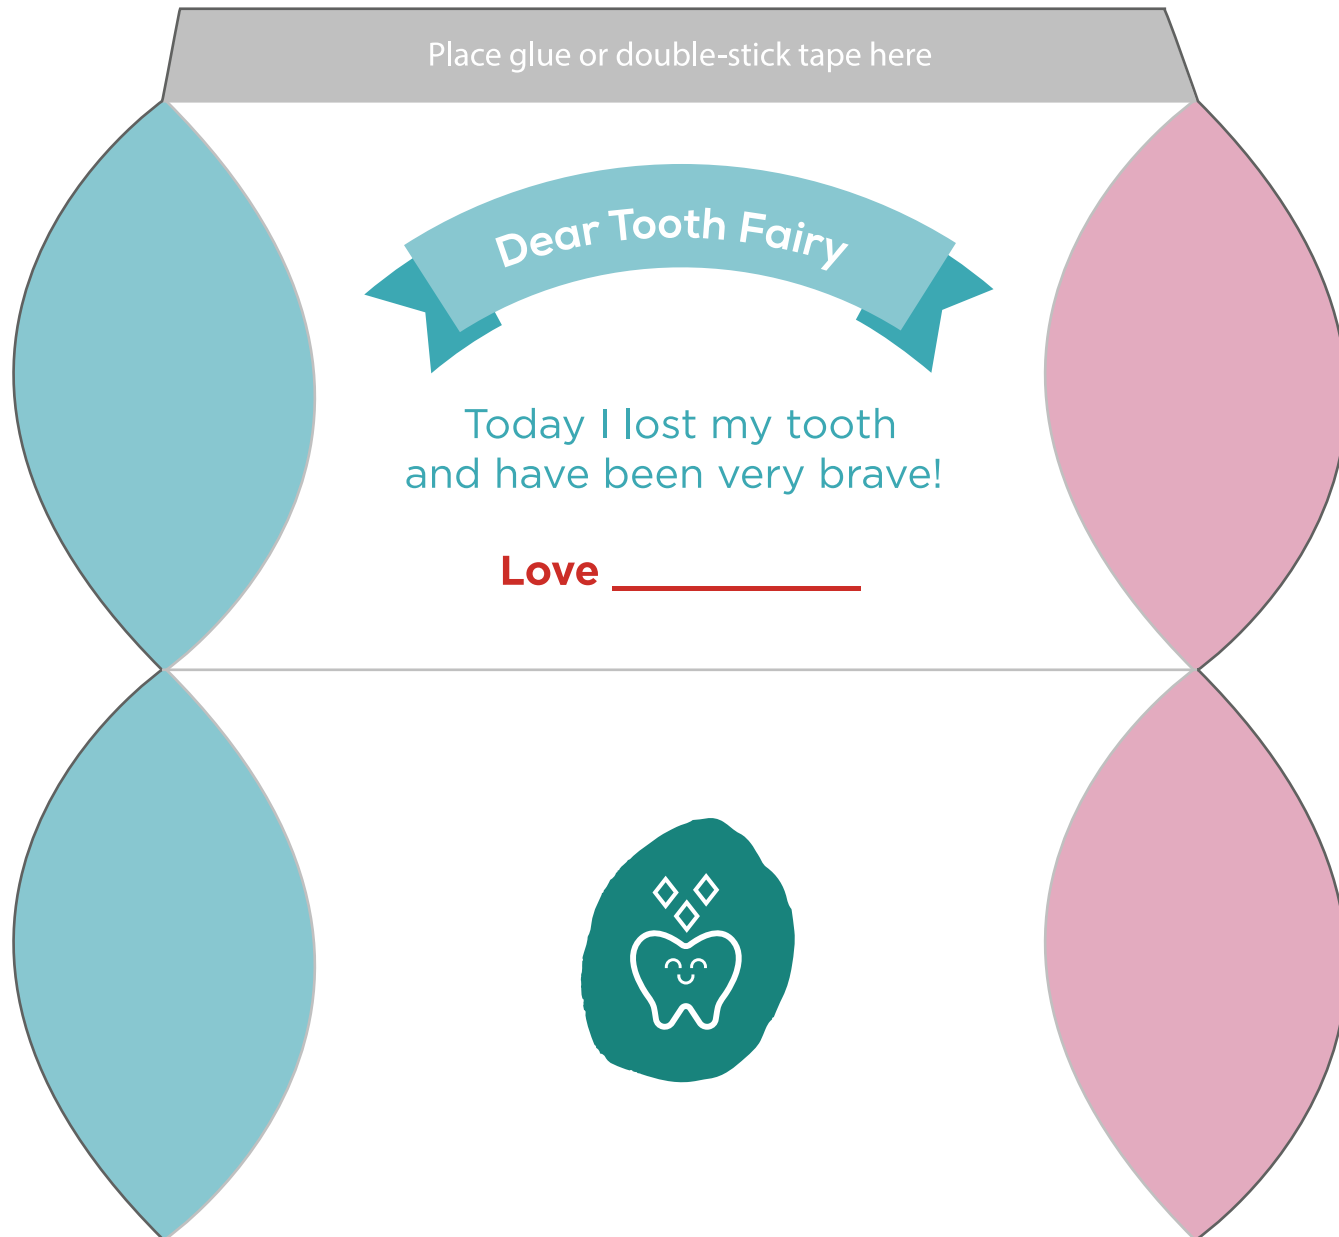 Place glue or double-stick tape here
Dear Tooth Fairy
Today I lost my tooth
and have been very brave!
Love ___________